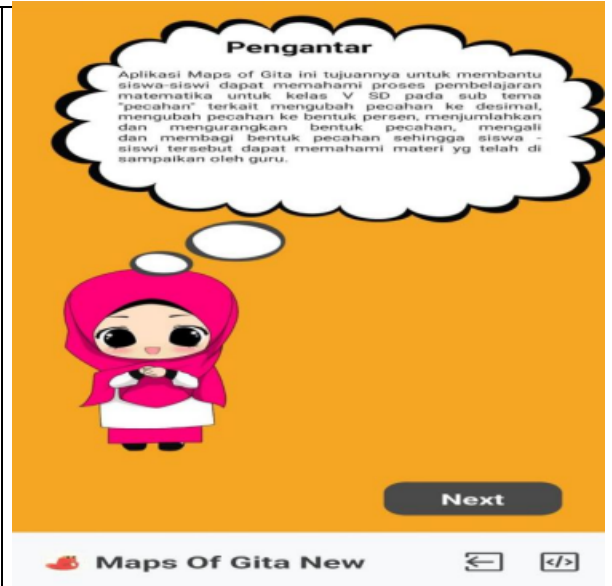 Pengantar
Aplikasi Maps of Gita ini tujuannya untuk membantu
siswa-siswi dapat memahami proses pembelajaran
matematika untuk kelas V SD pada sub tema
"pecahan" terkait mengubah pecahan ke desimal,
mengubah pecahan ke bentuk persen, menjumlahkan
dan mengurangkan bentuk pecahan, mengali
dan membagi bentuk pecahan sehingga siswa -
siswi tersebut dapat memahami materi yg telah di
sampaikan oleh guru.
Next
Maps Of Gita New